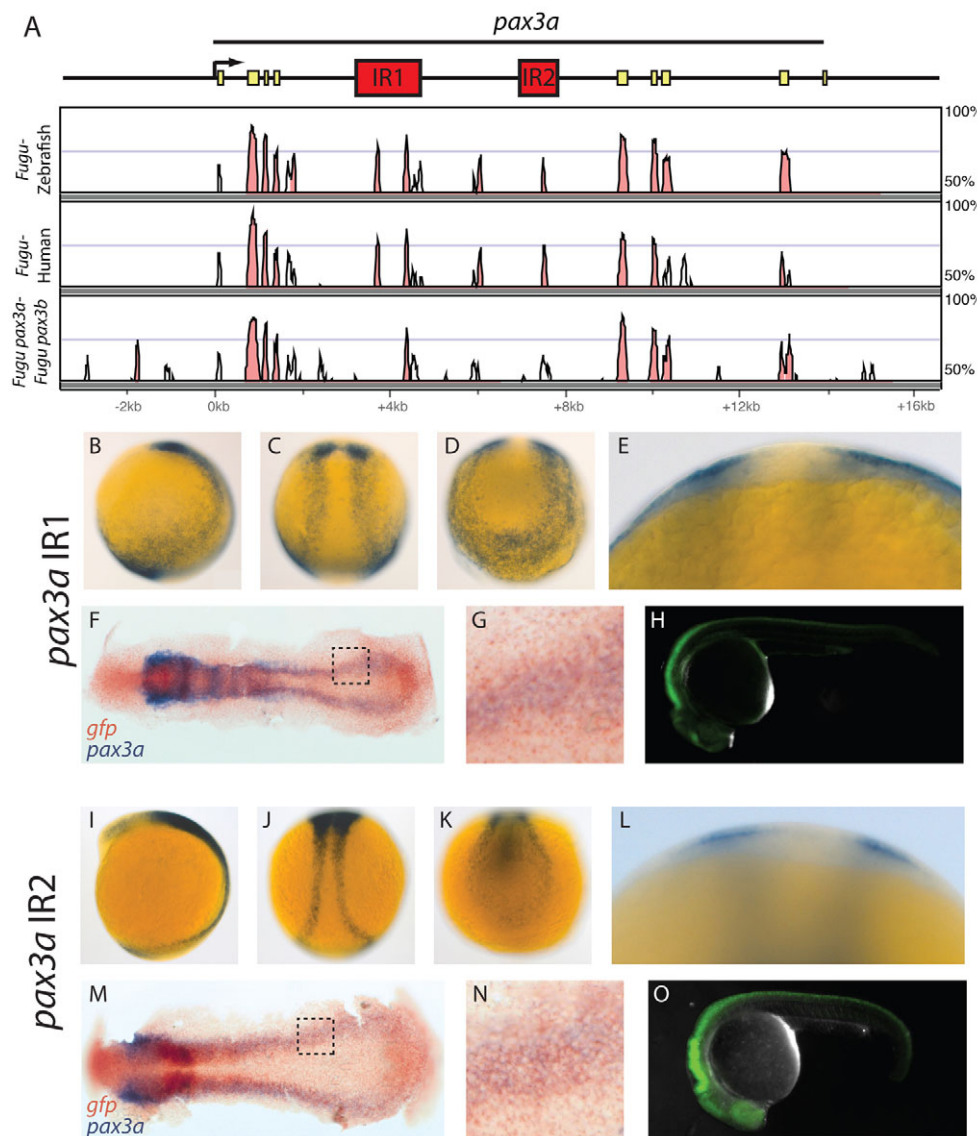 A
pax3a
IR1
IR2
Fugu-
Zebrafish
100%
50%
Fugu-
Human
100%
50%
Fugu pax3a-
Fugu pax3b
100%
50%
-2kb 0kb +4kb +8kb +12kb +16kb
pax3a IR1
B
C
D
E
F
gfp
pax3a
G
H
pax3a IR2
I
J
K
L
M
gfp
pax3a
N
O